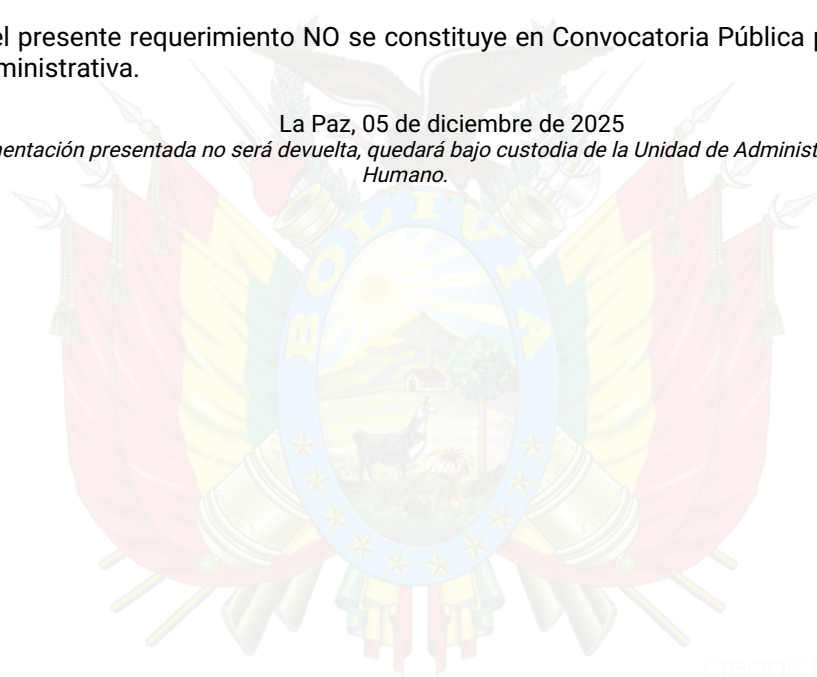 el presente requerimiento NO se constituye en Convocatoria Pública p
ministrativa.
La Paz, 05 de diciembre de 2025
entación presentada no será devuelta, quedará bajo custodia de la Unidad de Administ
Humano.
BOLIVIA
creadict